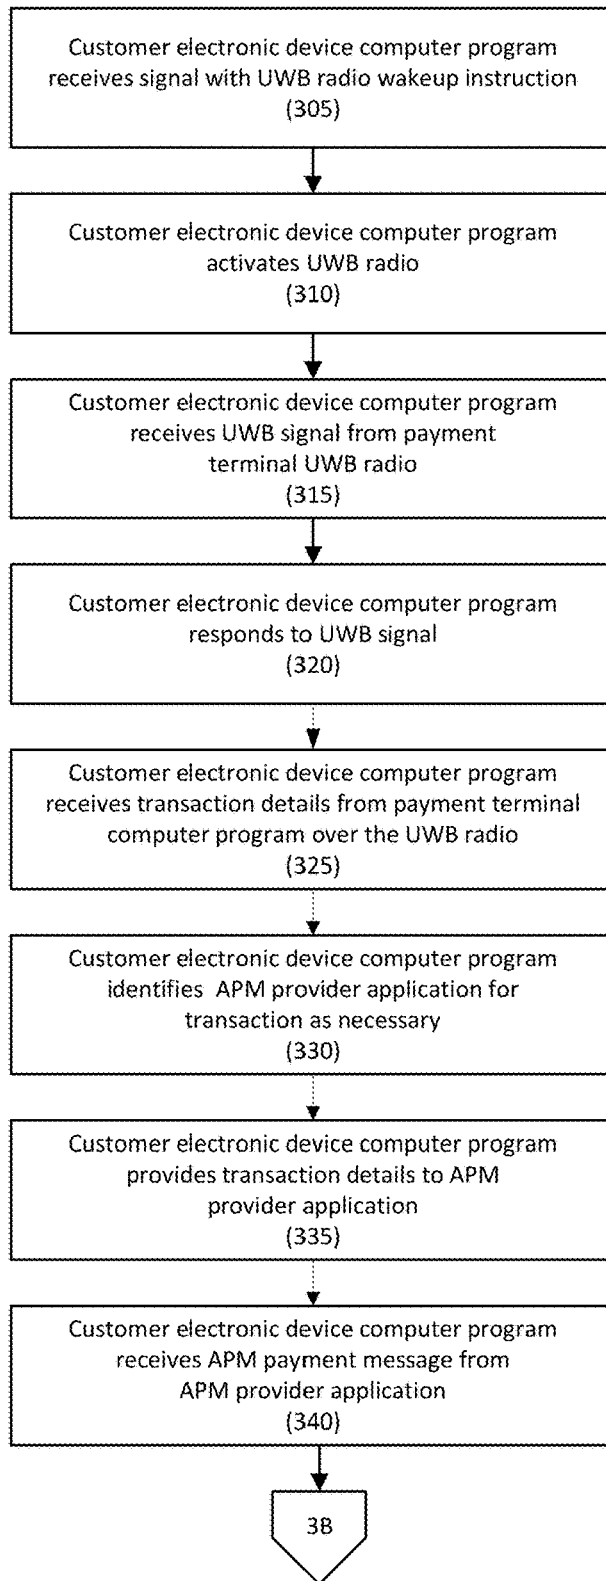 Customer electronic device computer program
receives signal with UWB radio wakeup instruction
(305)
Customer electronic device computer program
activates UWB radio
(310)
Customer electronic device computer program
receives UWB signal from payment
terminal UWB radio
(315)
Customer electronic device computer program
responds to UWB signal
(320)
Customer electronic device computer program
receives transaction details from payment terminal
computer program over the UWB radio
(325)
Customer electronic device computer program
identifies APM provider application for
transaction as necessary
(330)
Customer electronic device computer program
provides transaction details to APM
provider application
(335)
Customer electronic device computer program
receives APM payment message from
APM provider application
(340)
3B